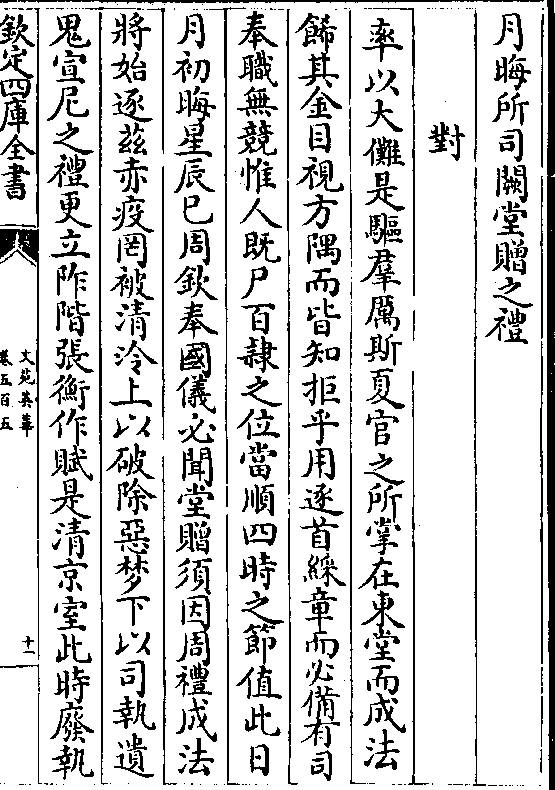 月晦所司闕堂贈之禮
對
率以大儺是驅羣厲斯夏官之所掌在東堂而成法
餙其金目視方隅而皆知拒乎用逐首綵章而必備有司
奉職無競惟人既尸百隷之位當順四時之節值此日
月初晦星辰已周欽奉國儀必聞堂贈須因周禮成法
將始逐兹赤疫罔被清泠上以破除惡梦下以司執遺
鬼宣尼之禮更立阼階張衡作賦是清京室此時廢執
欽定四庫全書
文苑英華
卷五百五
十二